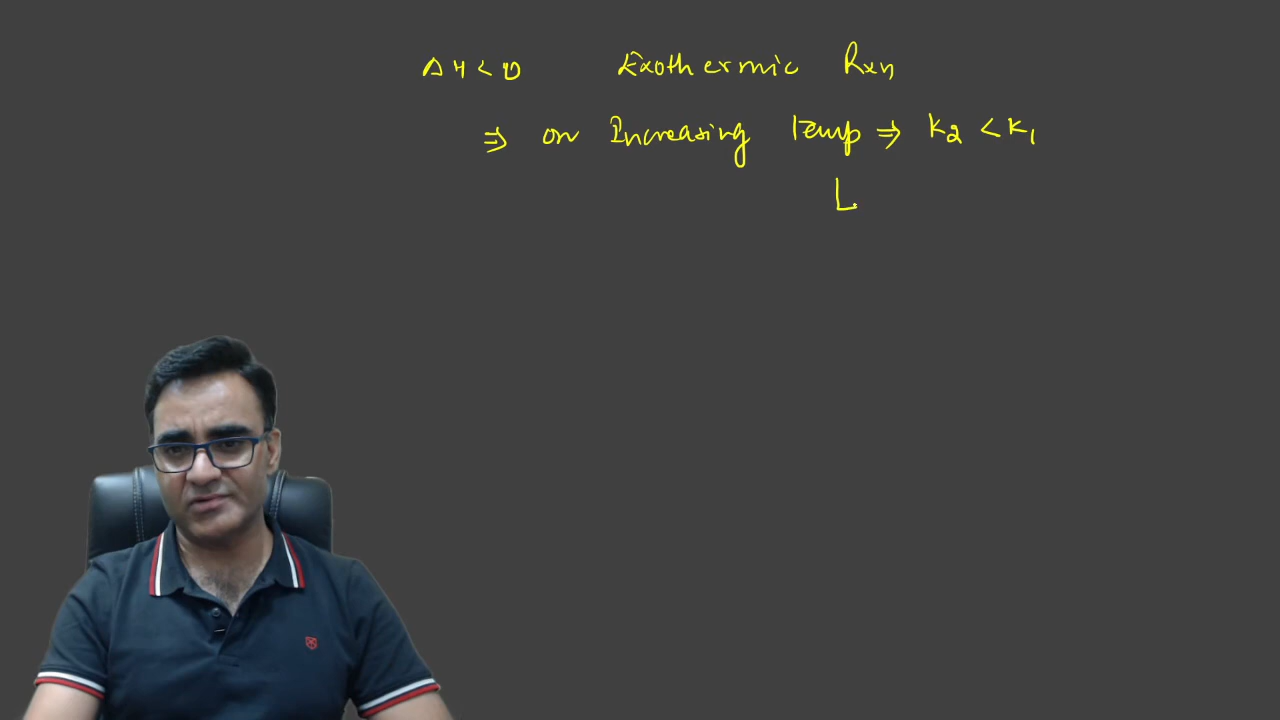 ΔH < 0 Exothermic Rxn
⇒ on Increasing Temp ⇒ K₂ < K₁
L